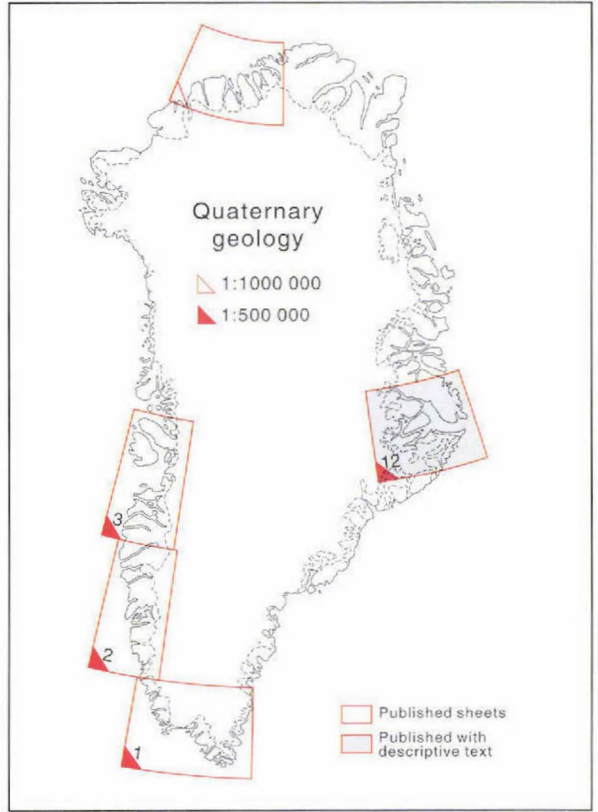 Quaternary
geology
1:1000 000
1:500 000
12
3
2
1
Published sheets
Published with
descriptive text